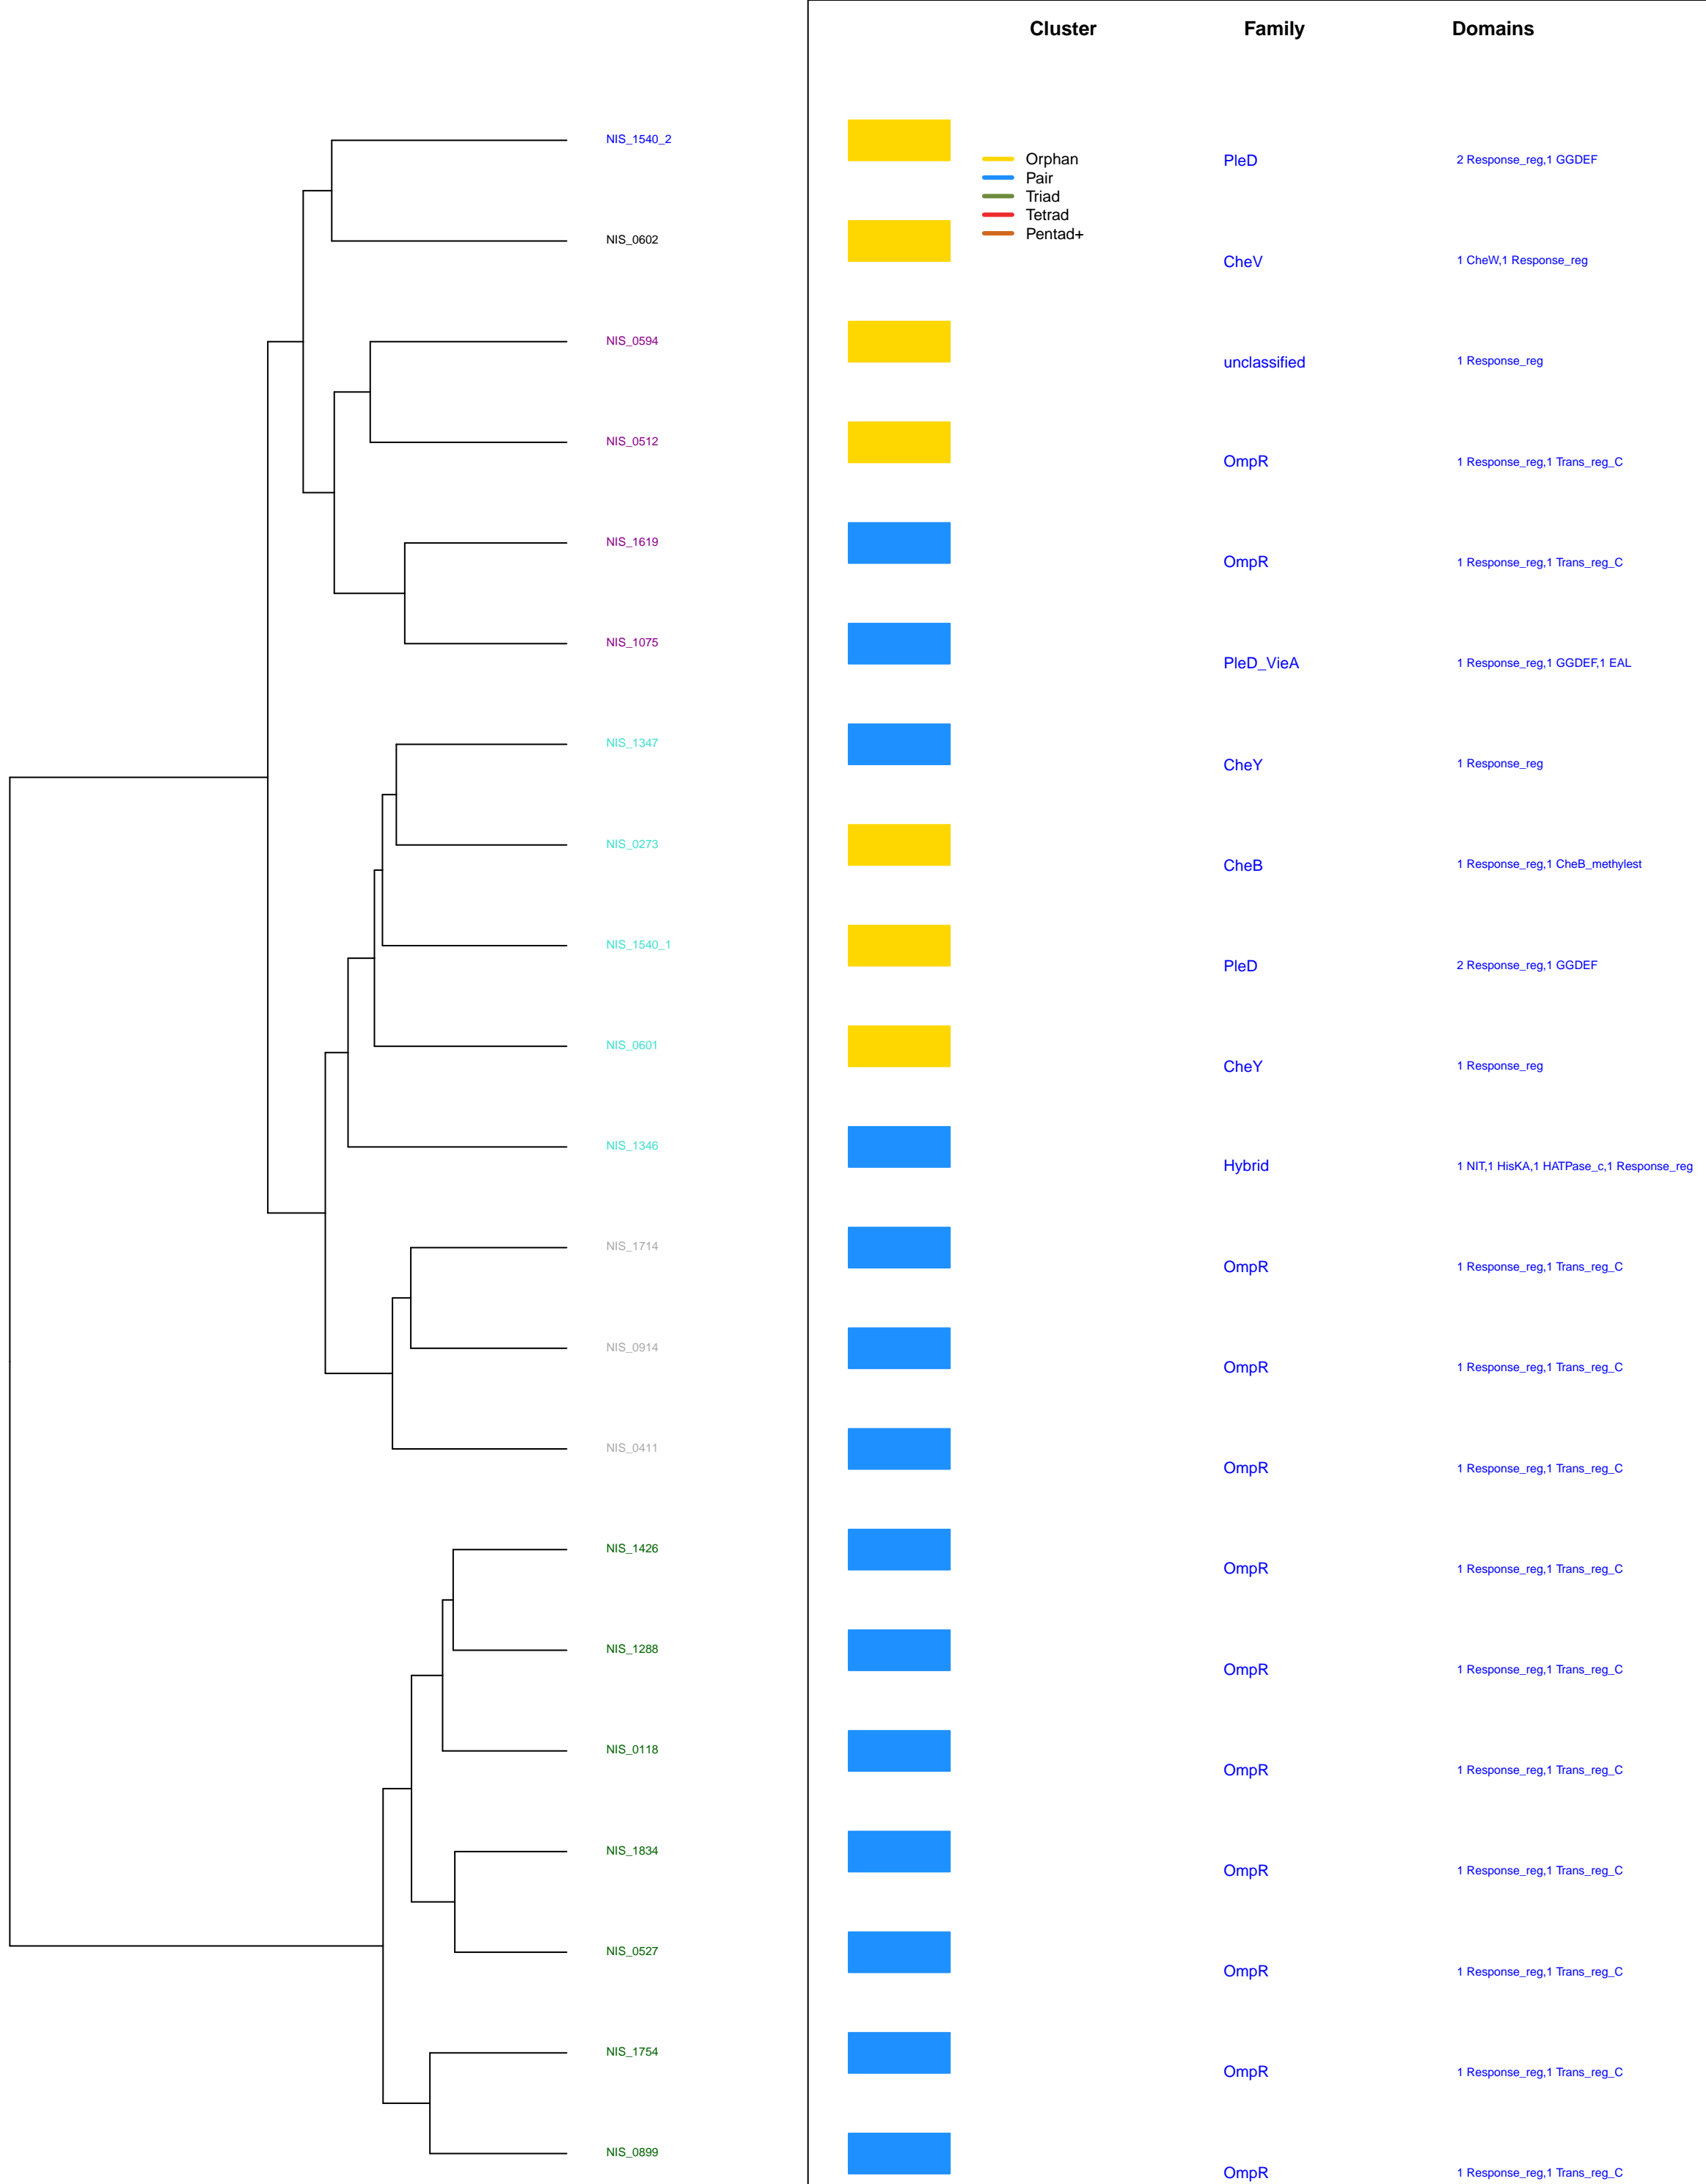 Cluster Family Domains
NIS_1540_2
Orphan
PleD 2 Response_reg,1 GGDEF
Pair
Triad
Tetrad
Pentad+
NIS_0602
CheV 1 CheW,1 Response_reg
NIS_0594
unclassified 1 Response_reg
NIS_0512
OmpR 1 Response_reg,1 Trans_reg_C
NIS_1619
OmpR 1 Response_reg,1 Trans_reg_C
NIS_1075
PleD_VieA 1 Response_reg,1 GGDEF,1 EAL
NIS_1347
CheY 1 Response_reg
NIS_0273
CheB 1 Response_reg,1 CheB_methylest
NIS_1540_1
PleD 2 Response_reg,1 GGDEF
NIS_0601
CheY 1 Response_reg
NIS_1346
Hybrid 1 NIT,1 HisKA,1 HATPase_c,1 Response_reg
NIS_1714
OmpR 1 Response_reg,1 Trans_reg_C
NIS_0914
OmpR 1 Response_reg,1 Trans_reg_C
NIS_0411
OmpR 1 Response_reg,1 Trans_reg_C
NIS_1426
OmpR 1 Response_reg,1 Trans_reg_C
NIS_1288
OmpR 1 Response_reg,1 Trans_reg_C
NIS_0118
OmpR 1 Response_reg,1 Trans_reg_C
NIS_1834
OmpR 1 Response_reg,1 Trans_reg_C
NIS_0527
OmpR 1 Response_reg,1 Trans_reg_C
NIS_1754
OmpR 1 Response_reg,1 Trans_reg_C
NIS_0899
OmpR 1 Response_reg,1 Trans_reg_C